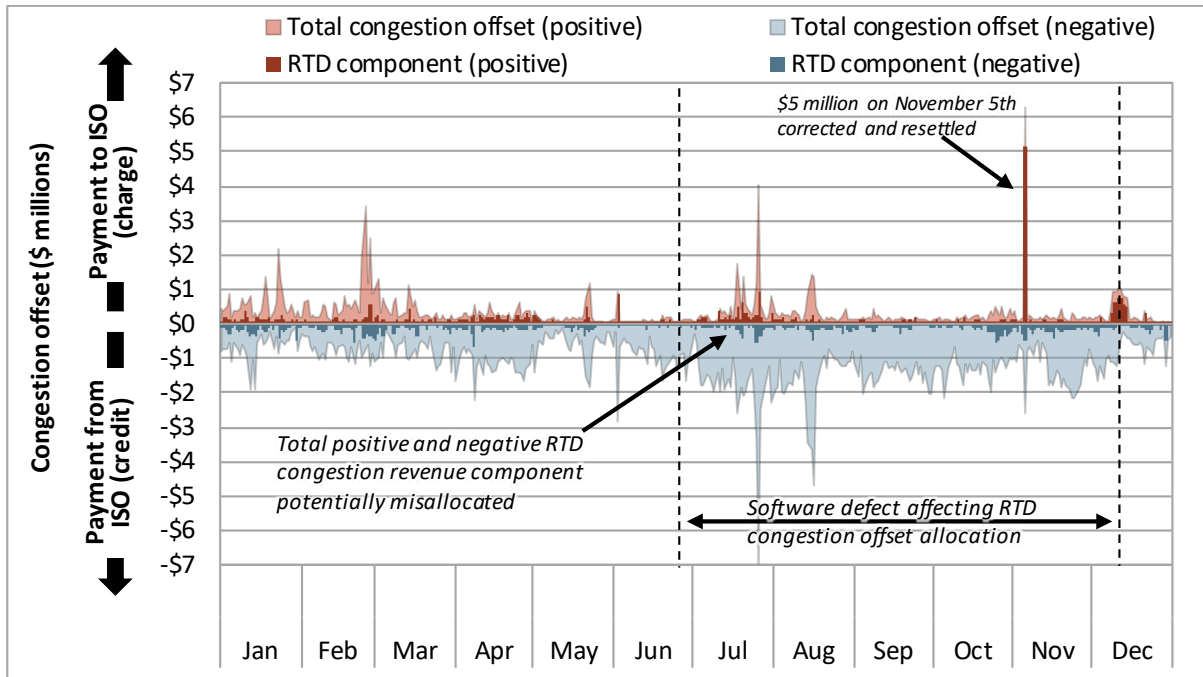 Total congestion offset (positive)
Total congestion offset (negative)
RTD component (positive)
RTD component (negative)
Congestion offset ($ millions)
Payment to ISO
(charge)
Payment from
ISO (credit)
$7
$6
$5
$4
$3
$2
$1
$0
-$1
-$2
-$3
-$4
-$5
-$6
-$7
$5 million on November 5th
corrected and resettled
Total positive and negative RTD
congestion revenue component
potentially misallocated
Software defect affecting RTD
congestion offset allocation
Jan Feb Mar Apr May Jun Jul Aug Sep Oct Nov Dec